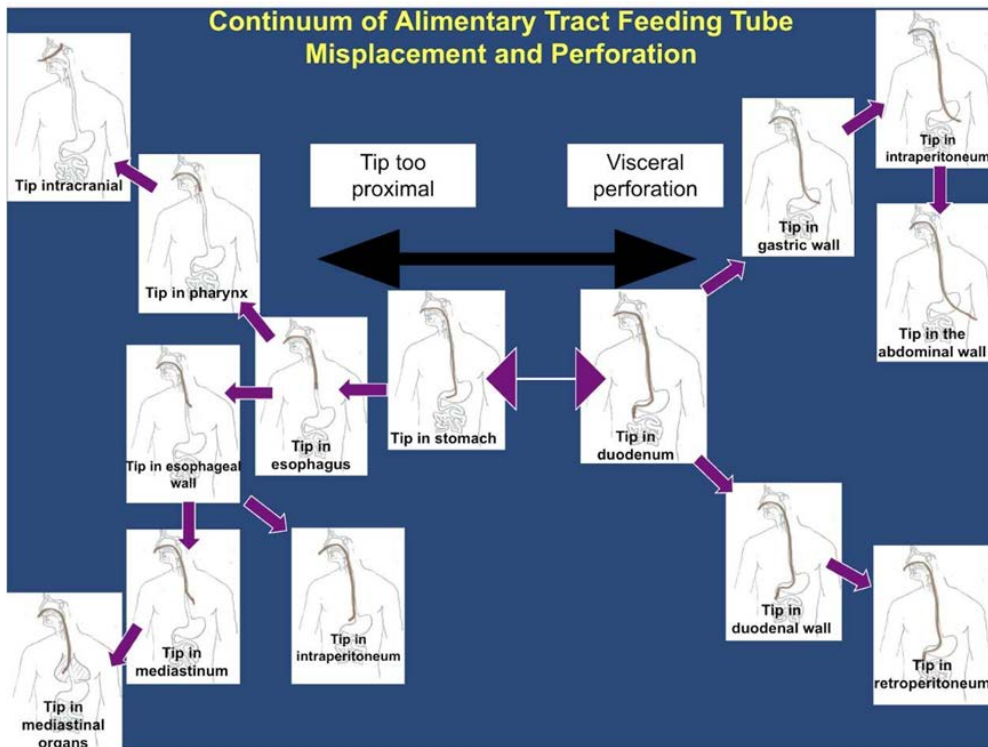 Continuum of Alimentary Tract Feeding Tube
Misplacement and Perforation
Tip intracranial
Tip in pharynx
Tip too
proximal
Visceral
perforation
Tip in
gastric wall
Tip in
intraperitoneum
Tip in the
abdominal wall
Tip in esophageal
wall
Tip in
esophagus
Tip in stomach
Tip in
duodenum
Tip in
mediastinal
organs
Tip in
mediastinum
Tip in
intraperitoneum
Tip in
duodenal wall
Tip in
retroperitoneum